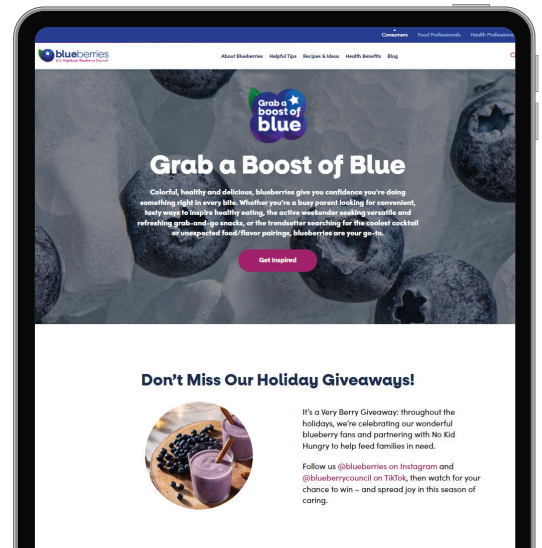 Consumers Food Professionals Health Professionals
blueberries
U.S. Highbush Blueberry Council
About Blueberries Helpful Tips Recipes & Ideas Health Benefits Blog
Grab a
boost of
blue
Grab a Boost of Blue
Colorful, healthy and delicious, blueberries give you confidence you're doing
something right in every bite. Whether you're a busy parent looking for convenient,
tasty ways to inspire healthy eating, the active weekender seeking versatile and
refreshing grab-and-go snacks, or the trendsetter searching for the coolest cocktail
or unexpected food/flavor pairings, blueberries are your go-to.
Get Inspired
Don't Miss Our Holiday Giveaways!
It's a Very Berry Giveaway: throughout the
holidays, we're celebrating our wonderful
blueberry fans and partnering with No Kid
Hungry to help feed families in need.
Follow us @blueberries on Instagram and
@blueberrycouncil on TikTok, then watch for your
chance to win – and spread joy in this season of
caring.